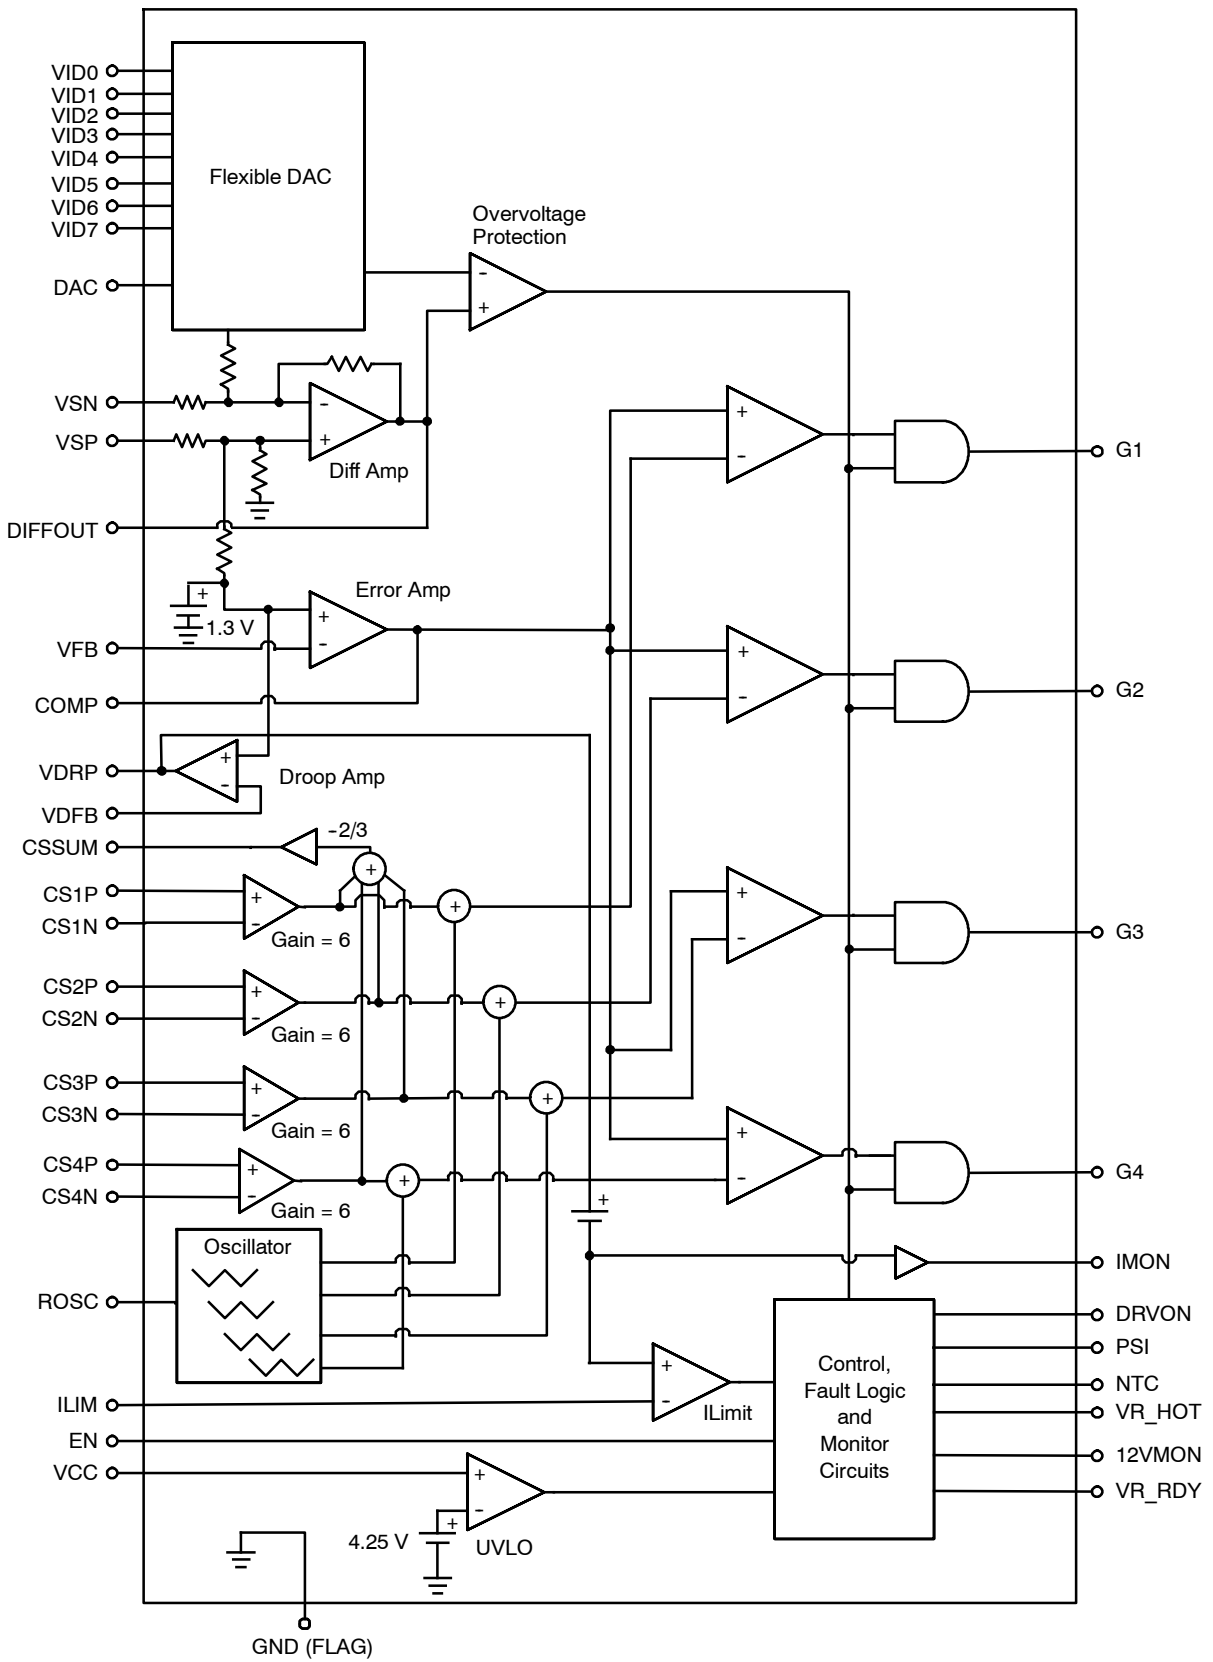 VID0
VID1
VID2
VID3
VID4
VID5
VID6
VID7
DAC
Flexible DAC
Overvoltage
Protection
-
+
VSN
VSP
-
+
Diff Amp
DIFFOUT
+
1.3 V
Error Amp
+
-
VFB
COMP
VDRP
VDFB
+
-
Droop Amp
CSSUM
-2/3
+
CS1P
CS1N
+
-
Gain = 6
+
CS2P
CS2N
+
-
Gain = 6
+
CS3P
CS3N
+
-
Gain = 6
+
CS4P
CS4N
+
-
Gain = 6
+
+
-
G1
+
-
G2
+
-
G3
+
-
G4
+
Oscillator
ROSC
IMON
ILIM
+
-
ILimit
EN
VCC
+
-
+
4.25 V
UVLO
Control,
Fault Logic
and
Monitor
Circuits
DRVON
PSI
NTC
VR_HOT
12VMON
VR_RDY
GND (FLAG)